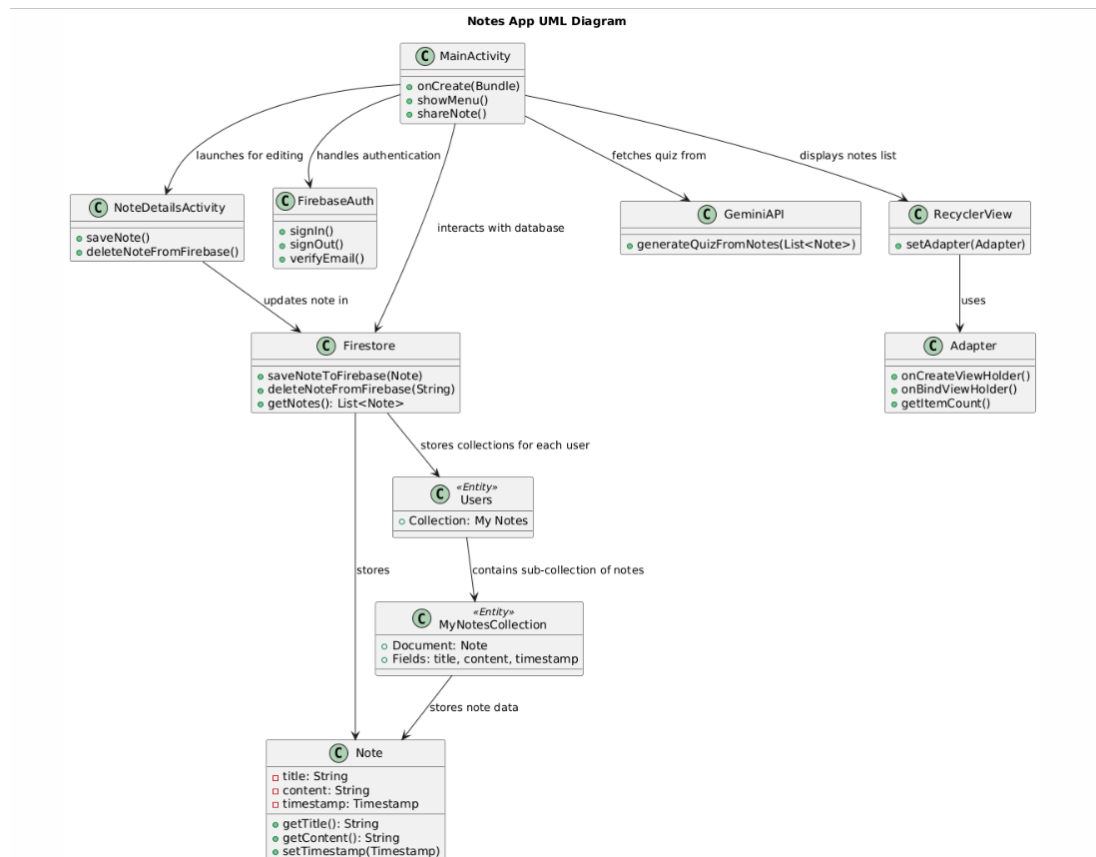 Notes App UML Diagram
C MainActivity
onCreate(Bundle)
showMenu()
shareNote()
launches for editing
handles authentication
interacts with database
fetches quiz from
displays notes list
C NoteDetailsActivity
saveNote()
deleteNoteFromFirebase()
C FirebaseAuth
signIn()
signOut()
verifyEmail()
C GeminiAPI
generateQuizFromNotes(List<Note>)
C RecyclerView
setAdapter(Adapter)
updates note in
uses
C Firestore
saveNoteToFirebase(Note)
deleteNoteFromFirebase(String)
getNotes(): List<Note>
C Adapter
onCreateViewHolder()
onBindViewHolder()
getItemCount()
stores collections for each user
C «Entity»
Users
Collection: My Notes
stores
contains sub-collection of notes
C «Entity»
MyNotesCollection
Document: Note
Fields: title, content, timestamp
stores note data
C Note
title: String
content: String
timestamp: Timestamp
getTitle(): String
getContent(): String
setTimestamp(Timestamp)